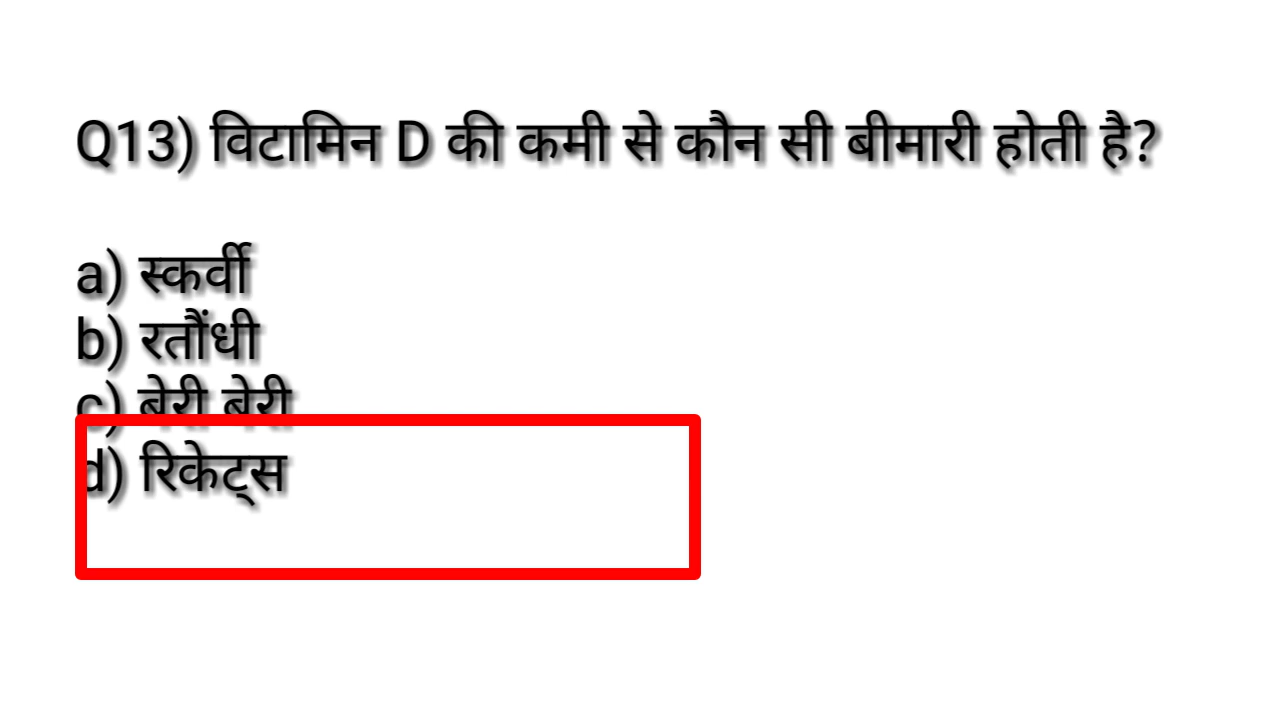 Q13) विटामिन D की कमी से कौन सी बीमारी होती है?
a) स्कर्वी
b) रतौंधी
c) बेरी बेरी
d) रिकेट्स